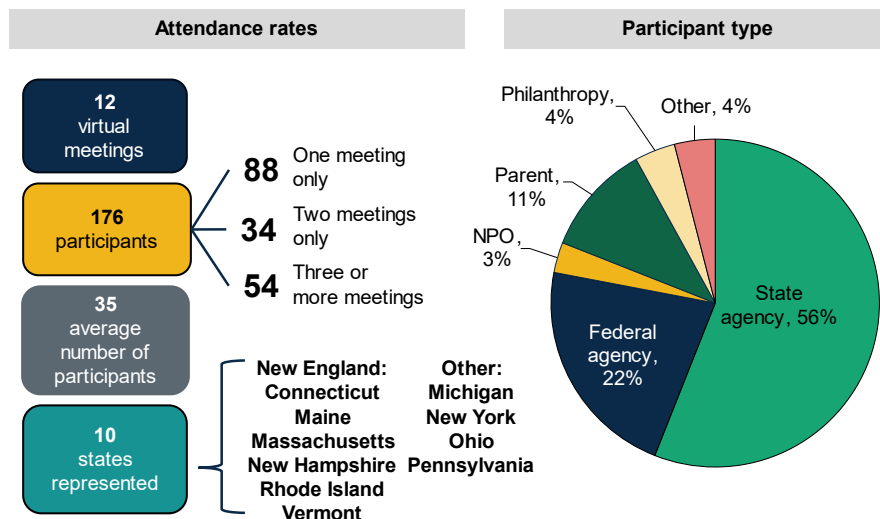 Attendance rates
12
virtual
meetings
176
participants
88
One meeting
only
34
Two meetings
only
54
Three or
more meetings
35
average
number of
participants
10
states
represented
New England:
Connecticut
Maine
Massachusetts
New Hampshire
Rhode Island
Vermont
Other:
Michigan
New York
Ohio
Pennsylvania
Participant type
Philanthropy,
4%
Other, 4%
Parent,
11%
NPO,
3%
Federal
agency,
22%
State
agency, 56%